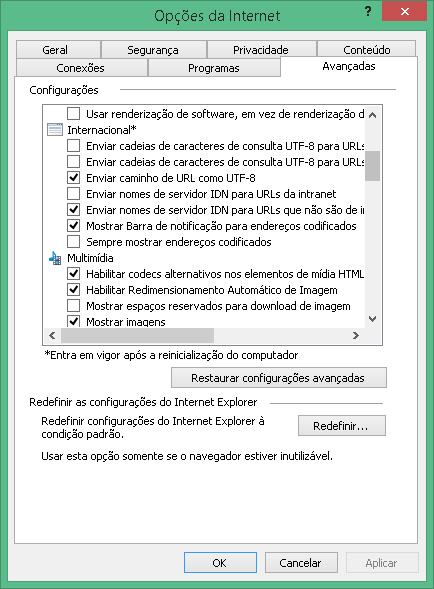 Opções da Internet
?
Geral
Segurança
Privacidade
Conteúdo
Conexões
Programas
Avançadas
Configurações
Usar renderização de software, em vez de renderização d
Internacional*
Enviar cadeias de caracteres de consulta UTF-8 para URLs
Enviar cadeias de caracteres de consulta UTF-8 para URLs
Enviar caminho de URL como UTF-8
Enviar nomes de servidor IDN para URLs da intranet
Enviar nomes de servidor IDN para URLs que não são de i
Mostrar Barra de notificação para endereços codificados
Sempre mostrar endereços codificados
Multimídia
Habilitar codecs alternativos nos elementos de mídia HTML
Habilitar Redimensionamento Automático de Imagem
Mostrar espaços reservados para download de imagem
Mostrar imagens
*Entra em vigor após a reinicialização do computador
Restaurar configurações avançadas
Redefinir as configurações do Internet Explorer
Redefinir configurações do Internet Explorer à
condição padrão.
Redefinir...
Usar esta opção somente se o navegador estiver inutilizável.
OK
Cancelar
Aplicar